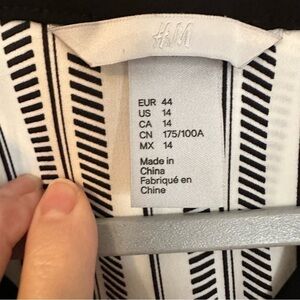 H&M
EUR 44
US 14
CA 14
CN 175/100A
MX 14
Made in
China
Fabriqué en
Chine